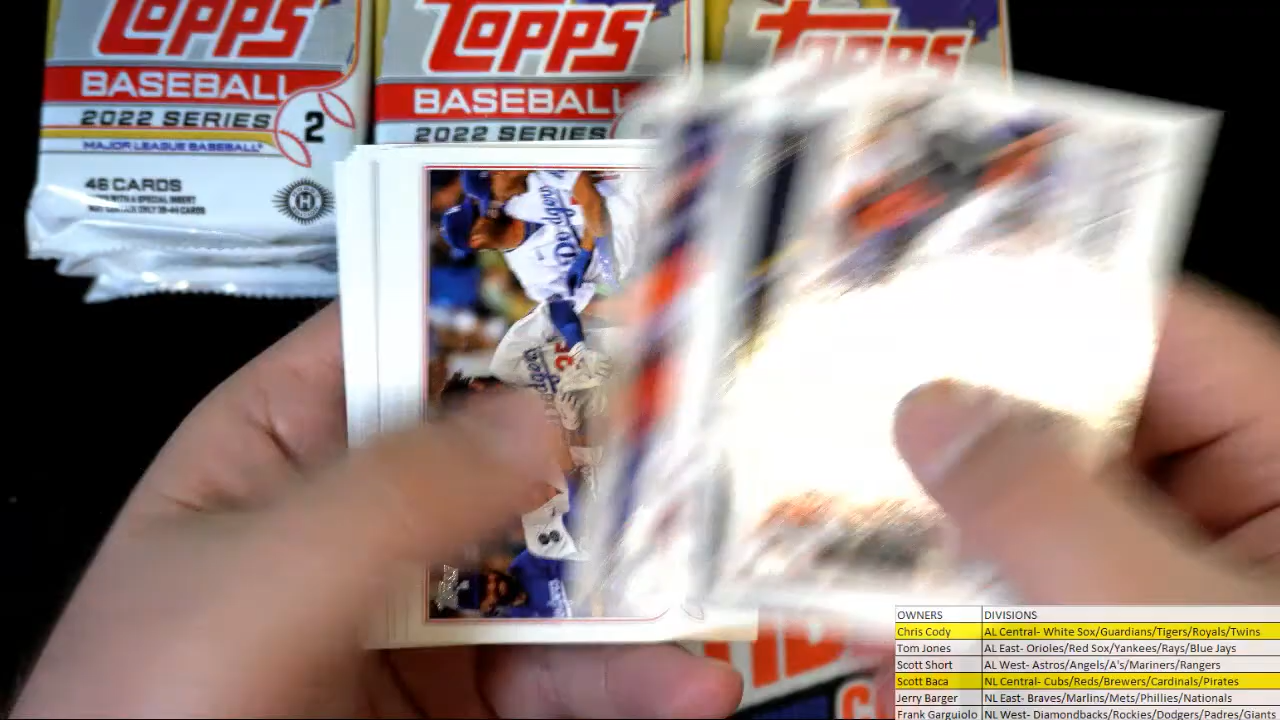 TOPPS
BASEBALL
2022 SERIES 2
MAJOR LEAGUE BASEBALL
46 CARDS
TOPPS
BASEBALL
2022 SERIES
TOPPS
Dodgers
OWNERS DIVISIONS
Chris Cody AL Central- White Sox/Guardians/Tigers/Royals/Twins
Tom Jones AL East- Orioles/Red Sox/Yankees/Rays/Blue Jays
Scott Short AL West- Astros/Angels/A's/Mariners/Rangers
Scott Baca NL Central- Cubs/Reds/Brewers/Cardinals/Pirates
Jerry Barger NL East- Braves/Marlins/Mets/Phillies/Nationals
Frank Garguiolo NL West- Diamondbacks/Rockies/Dodgers/Padres/Giants